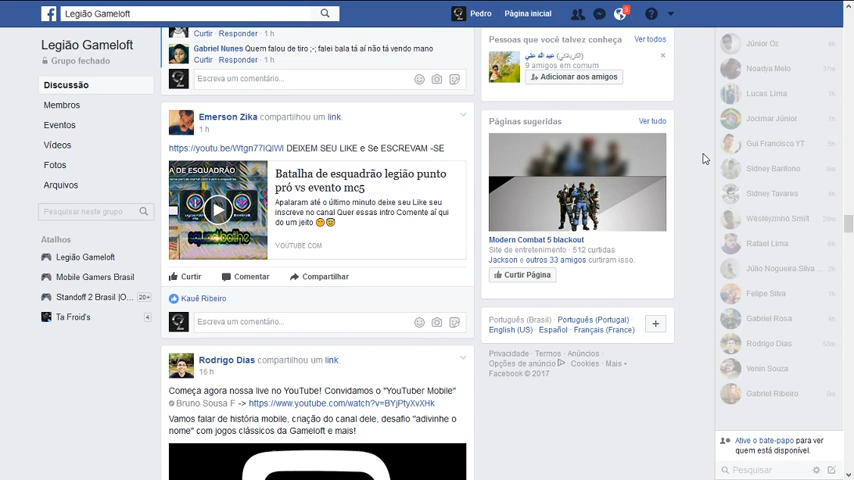 Legião Gameloft
Pedro
Página inicial
3
Legião Gameloft
Grupo fechado
Discussão
Membros
Eventos
Vídeos
Fotos
Arquivos
Pesquisar neste grupo
Atalhos
Legião Gameloft
Mobile Gamers Brasil
Standoff 2 Brasil |O... 20+
Ta Froid's 4
Curtir · Responder · 1 h
Gabriel Nunes Quem falou de tiro ;-; falei bala taí aí não tá vendo mano
Curtir · Responder · 1 h
Escreva um comentário...
Emerson Zika compartilhou um link.
1 h
https://youtu.be/Wtgn77IQlWI DEIXEM SEU LIKE e Se ESCREVAM -SE
A DE ESQUADRÃO
Batalha de esquadrão legião punto
pró vs evento mc5
Apalaram até o último minuto deixe seu Like seu
inscreve no canal Quer essas intro Comente aí qui
do um jeito
YOUTUBE.COM
Curtir Comentar Compartilhar
Kauê Ribeiro
Escreva um comentário...
Rodrigo Dias compartilhou um link.
16 h
Começa agora nossa live no YouTube! Convidamos o "YouTuber Mobile"
@ Bruno Sousa F -> https://www.youtube.com/watch?v=BYjPtyXvXHk
Vamos falar de história mobile, criação do canal dele, desafio "adivinhe o
nome" com jogos clássicos da Gameloft e mais!
Pessoas que você talvez conheça Ver todos
9 amigos em comum
Adicionar aos amigos
Páginas sugeridas Ver tudo
Modern Combat 5 blackout
Site de entretenimento · 512 curtidas
Jackson e outros 33 amigos curtiram isso.
Curtir Página
Português (Brasil) · Português (Portugal) ·
English (US) · Español · Français (France)
Privacidade · Termos · Anúncios ·
Opções de anúncio · Cookies · Mais
Facebook © 2017
Júnior Oz
Noadya Melo
Lucas Lima
Jocimar Júnior
Gui Francisco YT
Sidney Barifono
Sidney Tavares
Wesleyzinho Smit
Rafael Lima
Júlio Nogueira Silva ...
Felipe Silva
Gabriel Rosa
Rodrigo Dias
Venin Souza
Gabriel Ribeiro
Ative o bate-papo para ver
quem está disponível.
Pesquisar